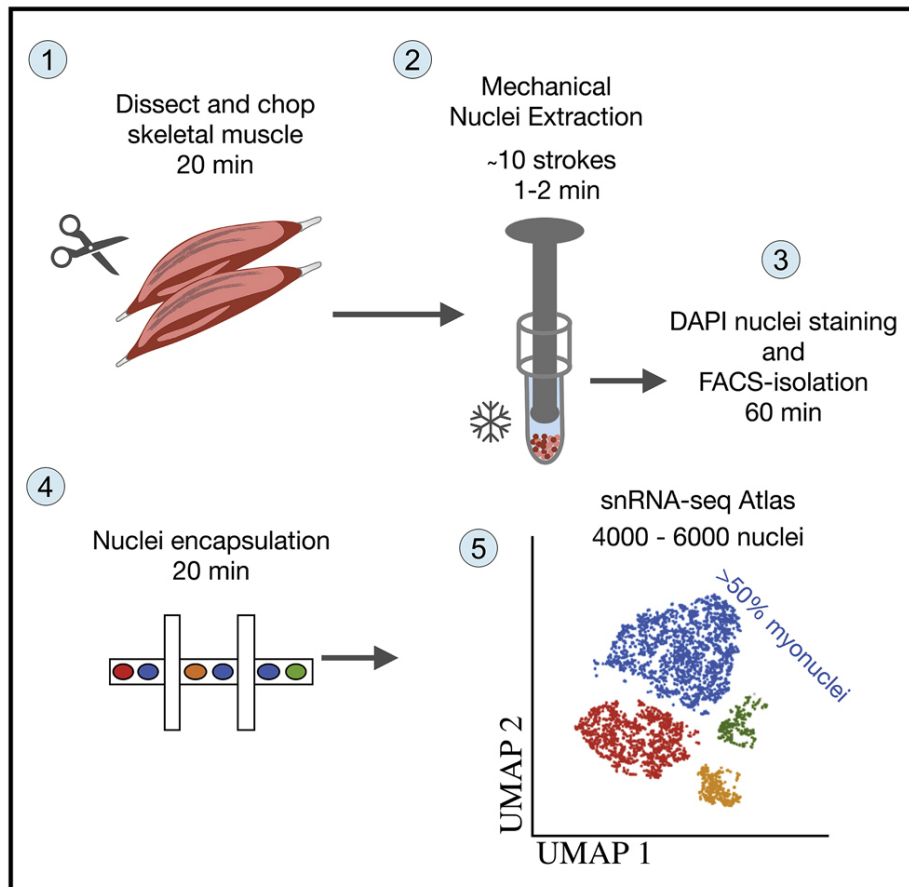 1
Dissect and chop
skeletal muscle
20 min
2
Mechanical
Nuclei Extraction
~10 strokes
1-2 min
3
DAPI nuclei staining
and
FACS-isolation
60 min
4
Nuclei encapsulation
20 min
5
snRNA-seq Atlas
4000 - 6000 nuclei
>50% myonuclei
UMAP 2
UMAP 1